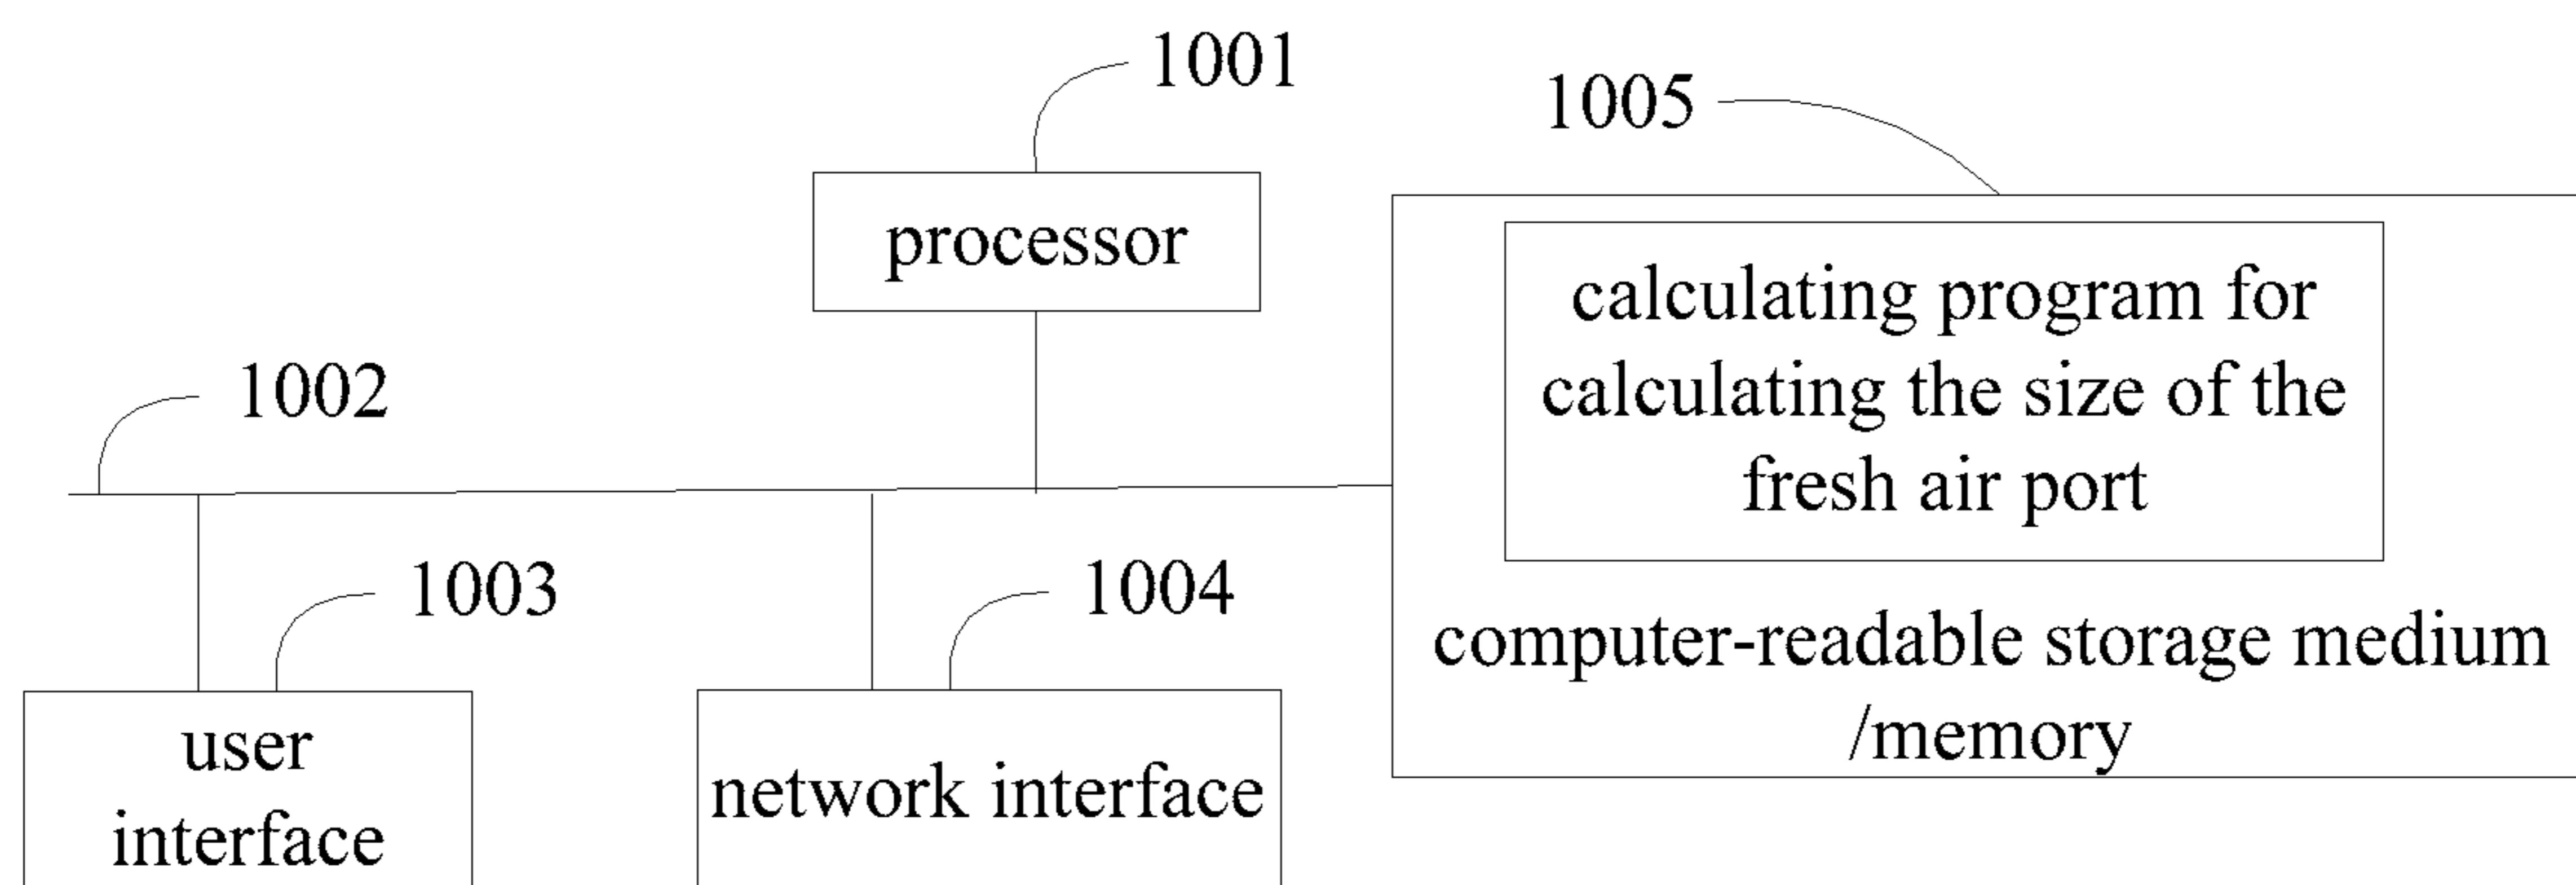 1001
1005
processor
calculating program for
calculating the size of the
fresh air port
1002
1003
1004
computer-readable storage medium
/memory
user
interface
network interface